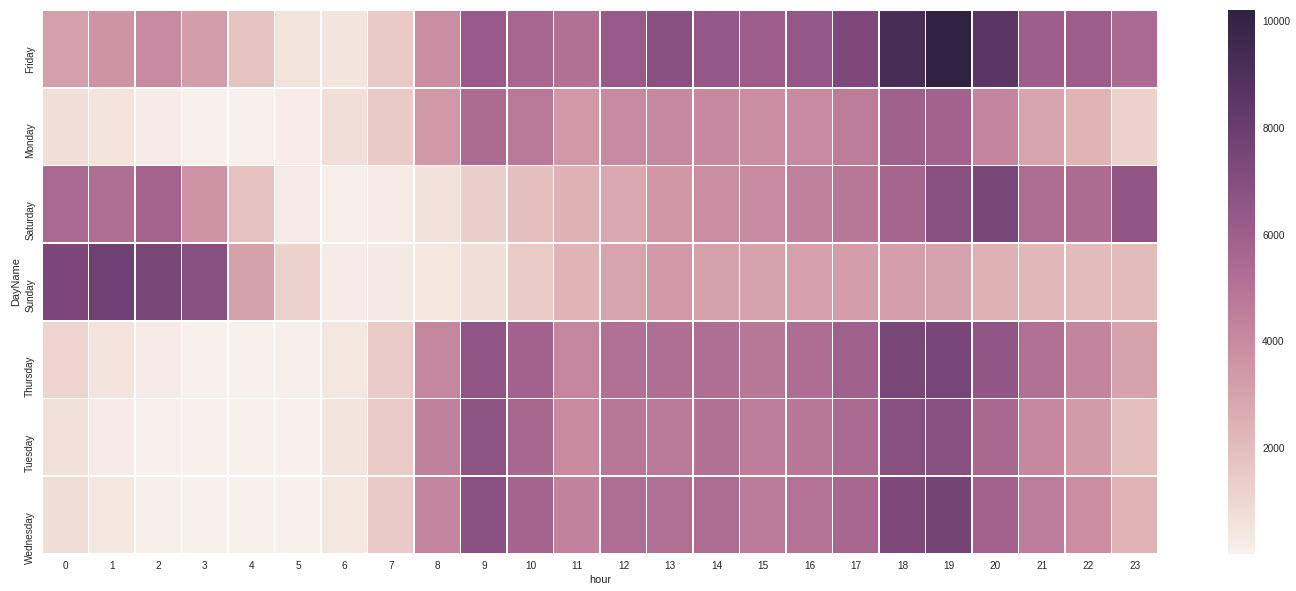 DayName
Friday
Monday
Saturday
Sunday
Thursday
Tuesday
Wednesday
0 1 2 3 4 5 6 7 8 9 10 11 12 13 14 15 16 17 18 19 20 21 22 23
hour
10000
8000
6000
4000
2000